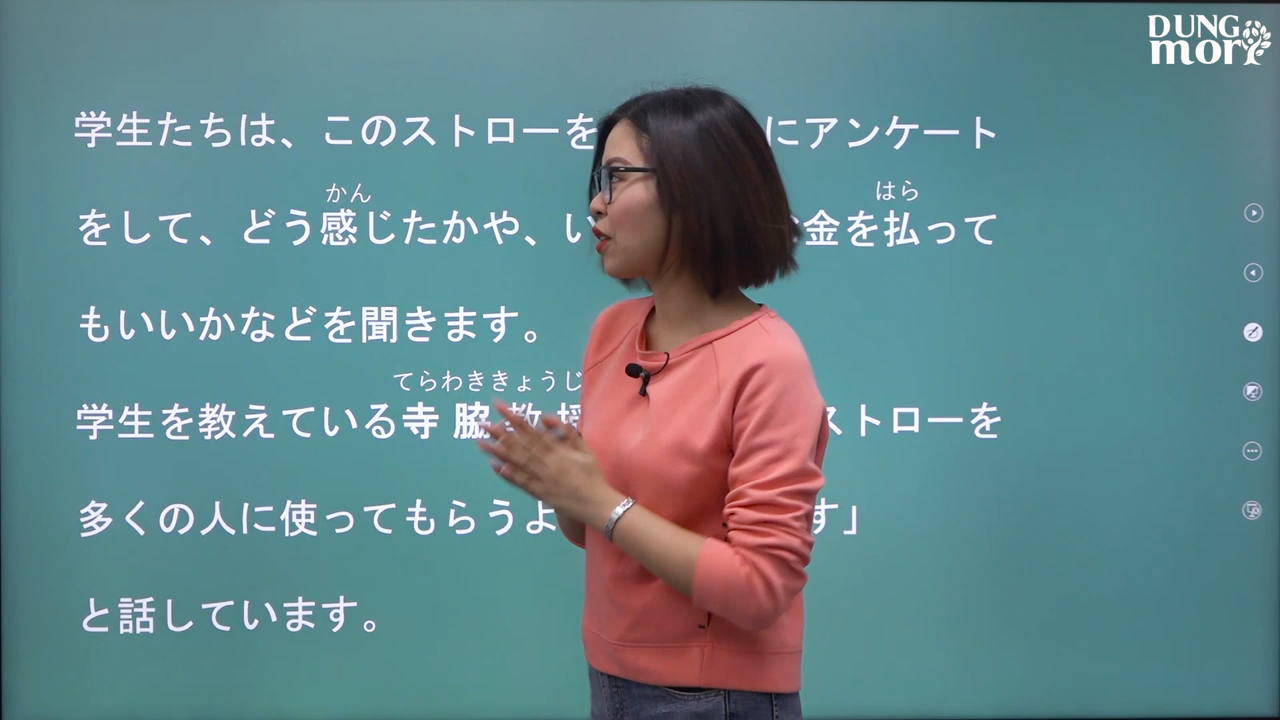 DUNG
mori
学生たちは、このストローを にアンケート
かん はら
をして、どう感じたかや、い 金を払って
もいいかなどを聞きます。
てらわききょうじ
学生を教えている寺脇教授 ストローを
多くの人に使ってもらうよ す」
と話しています。